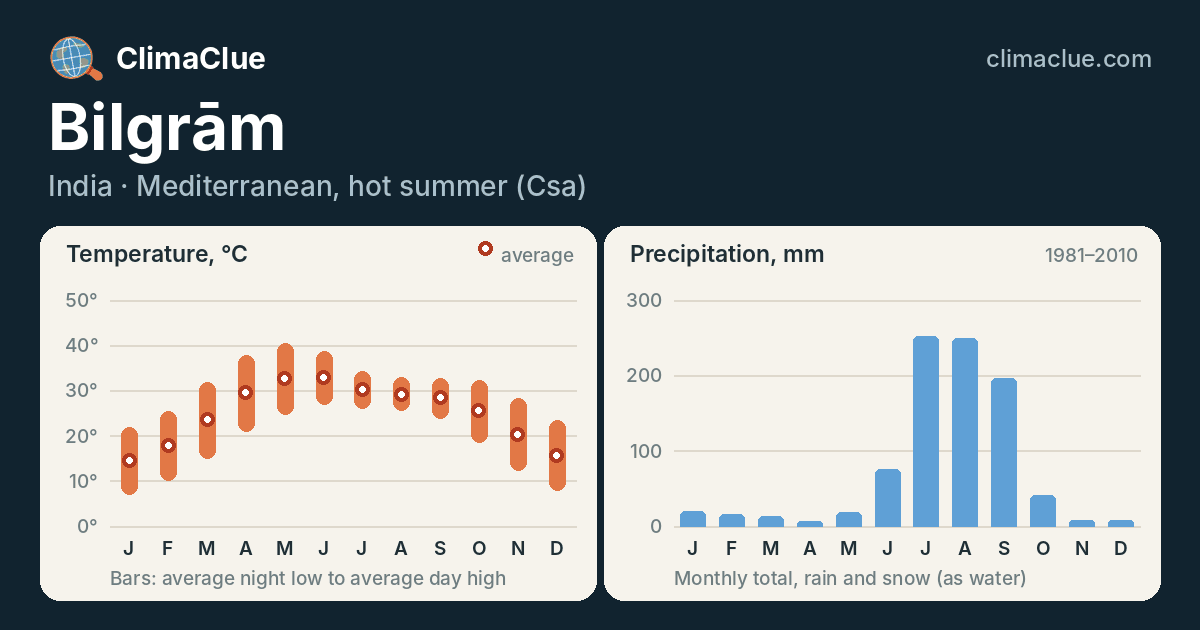 ClimaClue
climaclue.com
Bilgrām
India · Mediterranean, hot summer (Csa)
Temperature, °C
average
50°
40°
30°
20°
10°
0°
J F M A M J J A S O N D
Bars: average night low to average day high
Precipitation, mm
1981–2010
300
200
100
0
J F M A M J J A S O N D
Monthly total, rain and snow (as water)